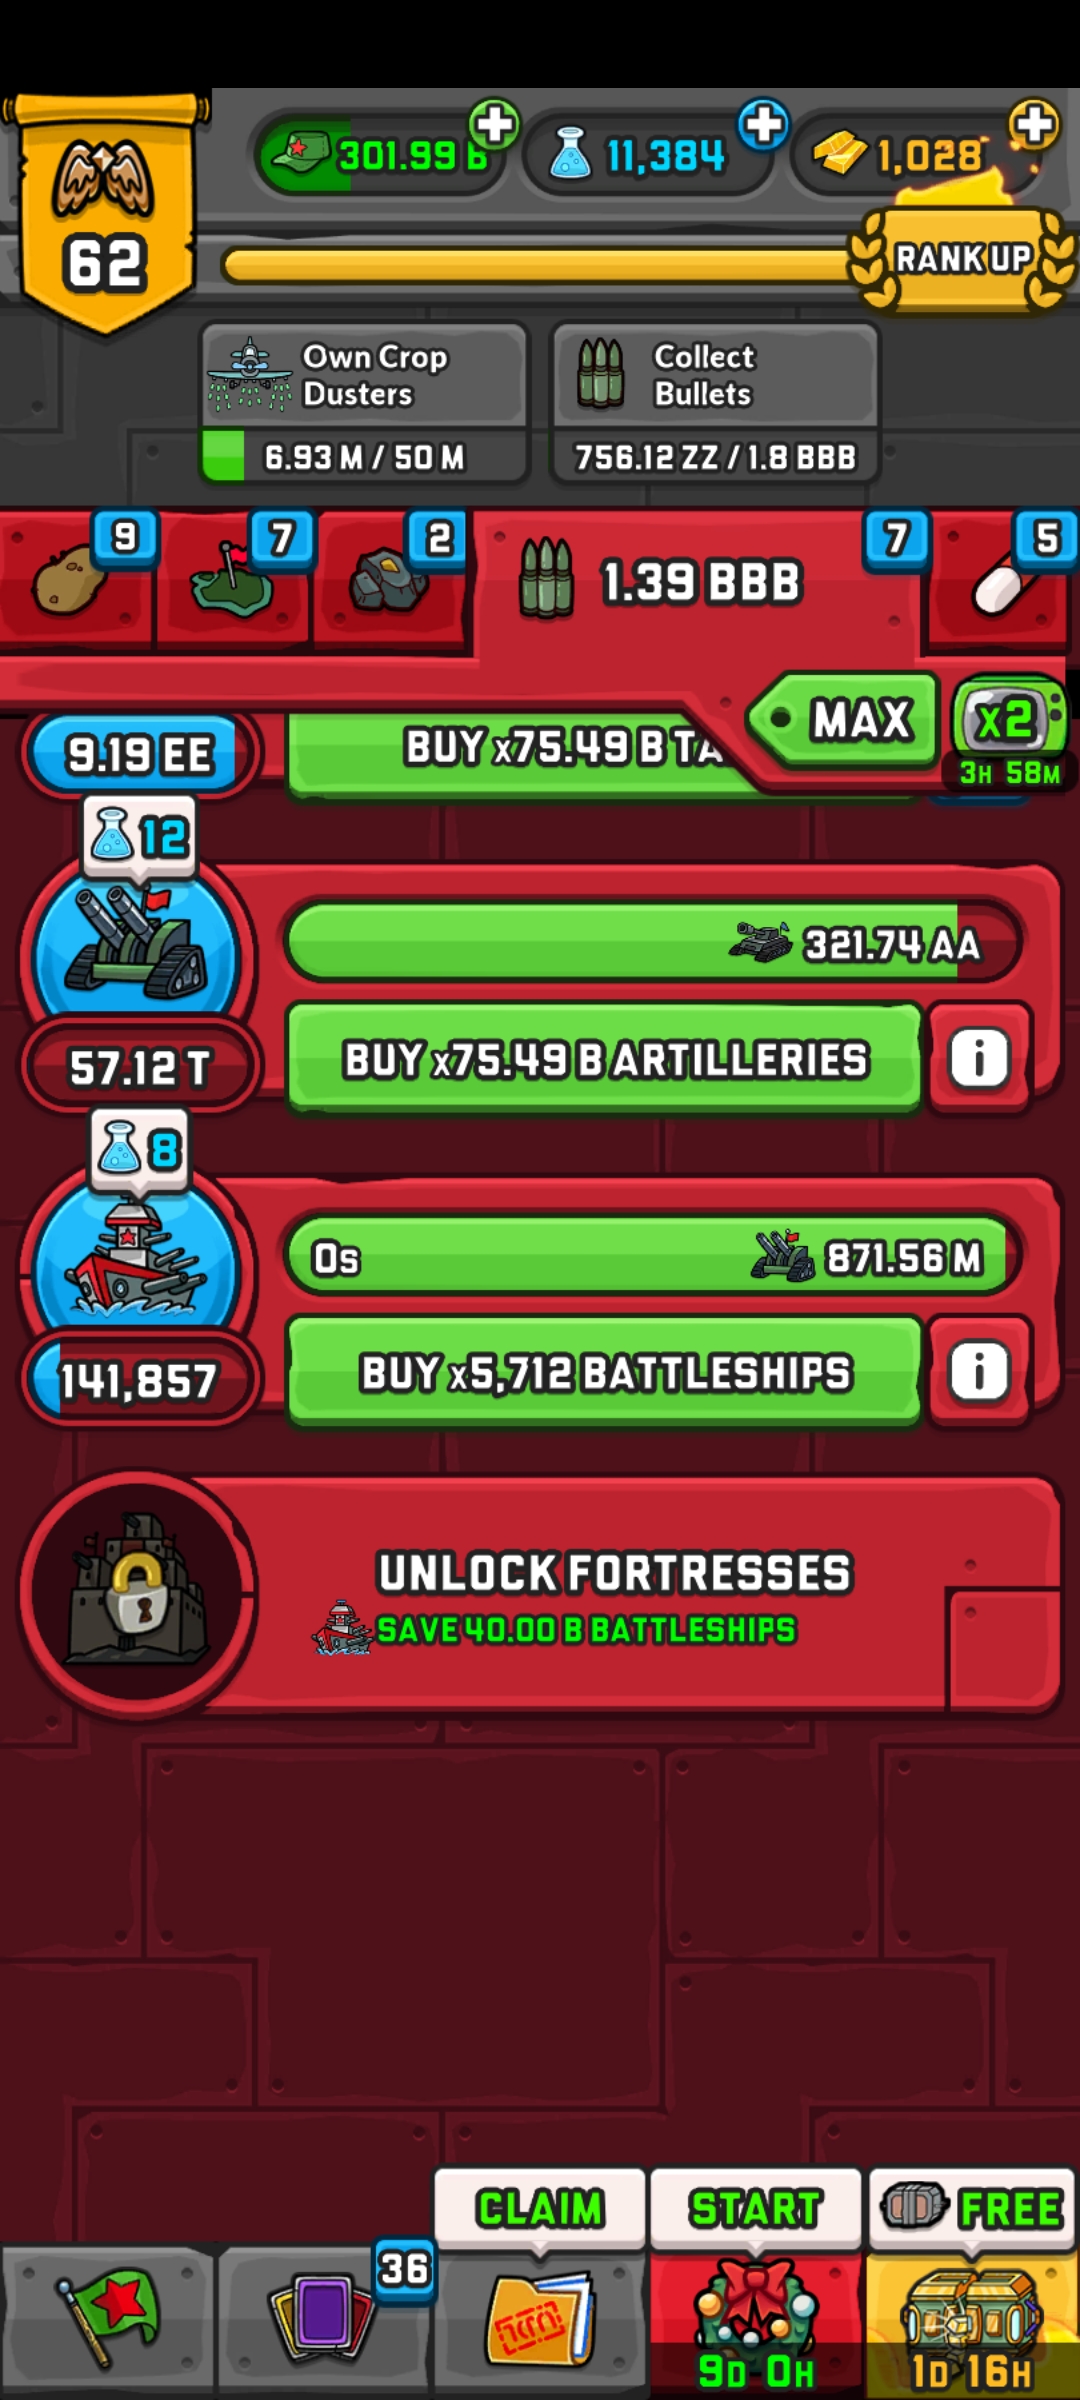 301.99 B
11,384
1,028
62
RANK UP
Own Crop
Dusters
6.93 M / 50 M
Collect
Bullets
756.12 ZZ / 1.8 BBB
9
7
2
1.39 BBB
7
5
MAX
x2
3H 58M
9.19 EE
BUY x75.49 B TA
12
321.74 AA
57.12 T
BUY x75.49 B ARTILLERIES
i
8
0s
871.56 M
141,857
BUY x5,712 BATTLESHIPS
i
UNLOCK FORTRESSES
SAVE 40.00 B BATTLESHIPS
CLAIM
START
FREE
36
9D 0H
1D 16H